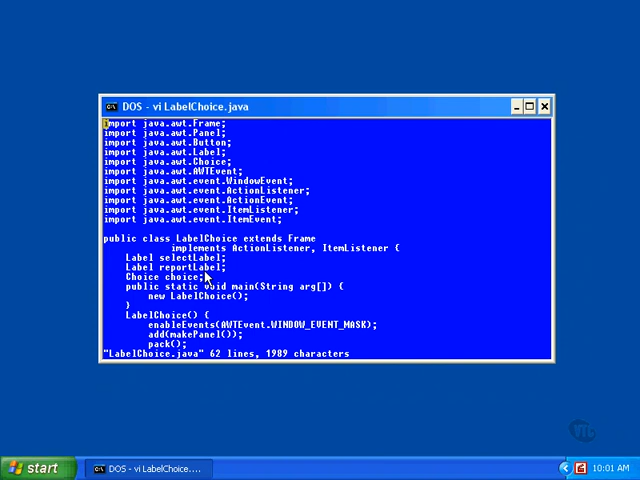 DOS - vi LabelChoice.java
import java.awt.Frame;
import java.awt.Panel;
import java.awt.Button;
import java.awt.Label;
import java.awt.Choice;
import java.awt.AWTEvent;
import java.awt.event.WindowEvent;
import java.awt.event.ActionListener;
import java.awt.event.ActionEvent;
import java.awt.event.ItemListener;
import java.awt.event.ItemEvent;
public class LabelChoice extends Frame
implements ActionListener, ItemListener {
Label selectLabel;
Label reportLabel;
Choice choice;
public static void main(String arg[]) {
new LabelChoice();
}
LabelChoice() {
enableEvents(AWTEvent.WINDOW_EVENT_MASK);
add(makePanel());
pack();
"LabelChoice.java" 62 lines, 1989 characters
VTC
start
DOS - vi LabelChoice....
10:01 AM